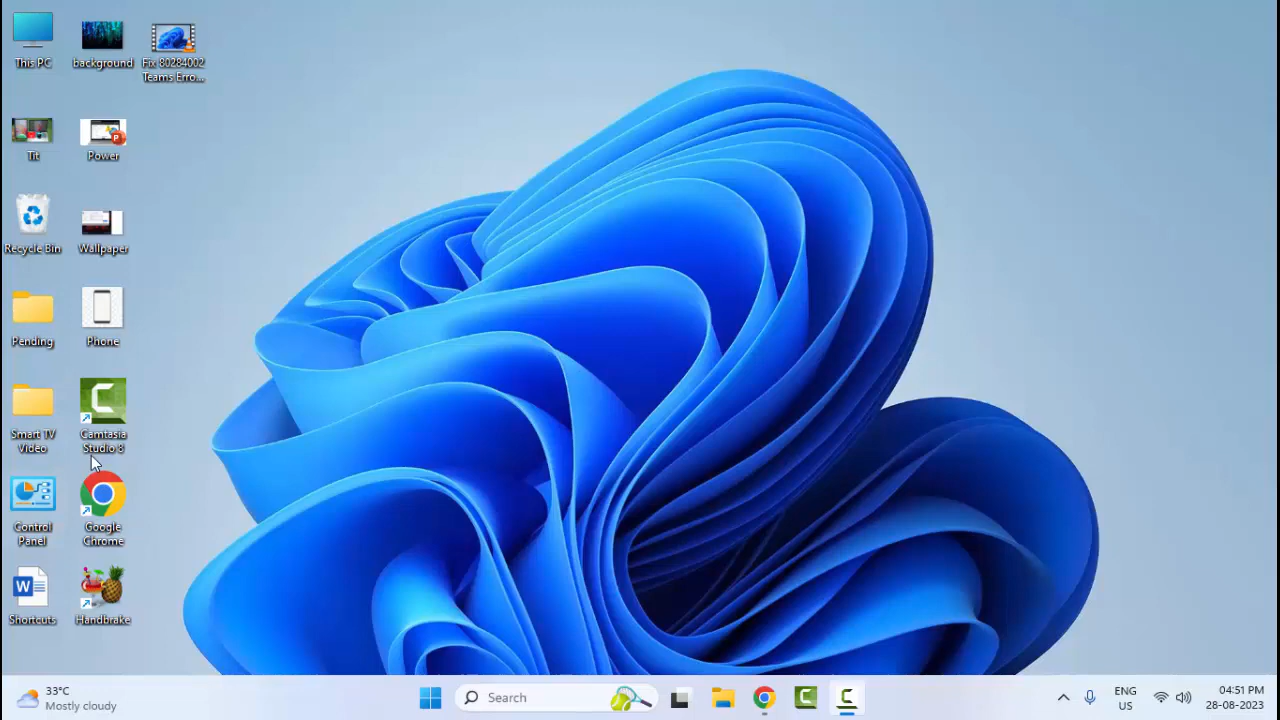 This PC
background
Fix 80284002
Teams Erro...
Tit
Power
Recycle Bin
Wallpaper
Pending
Phone
Smart TV
Video
Camtasia
Studio 8
Control
Panel
Google
Chrome
Shortcuts
Handbrake
33°C
Mostly cloudy
Search
ENG
US
04:51 PM
28-08-2023